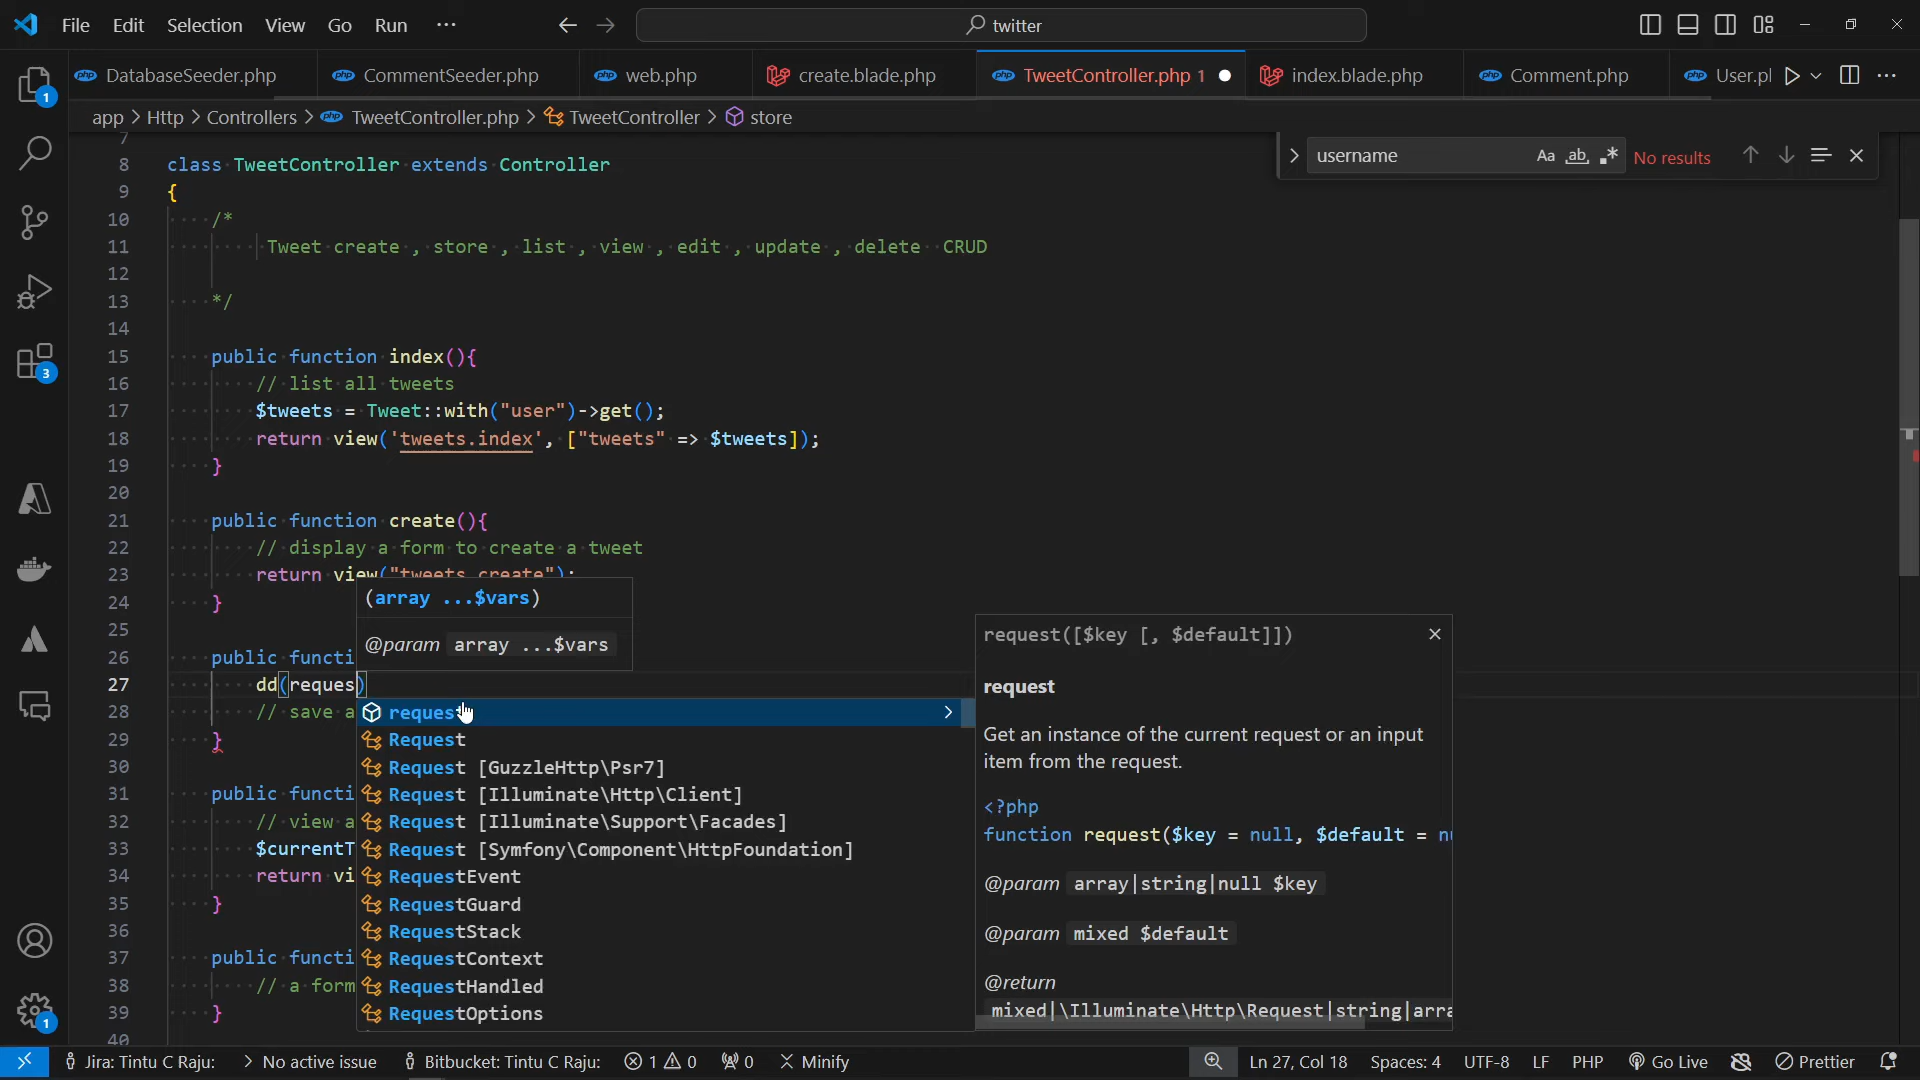 File Edit Selection View Go Run ··· twitter
DatabaseSeeder.php CommentSeeder.php web.php create.blade.php TweetController.php 1 index.blade.php Comment.php User.pl
app > Http > Controllers > TweetController.php > TweetController > store
username Aa ab .* No results
7
8 class TweetController extends Controller
9 {
10 /*
11 Tweet create , store , list , view , edit , update , delete  CRUD
12
13 */
14
15 public function index(){
16 // list all tweets
17 $tweets = Tweet::with("user")->get();
18 return view('tweets.index', ["tweets" => $tweets]);
19 }
20
21 public function create(){
22 // display a form to create a tweet
23 return view("tweets.create");
24 }
25
26 public functi
27 dd(reques)
28 // save a
29 }
30
31 public functi
32 // view a
33 $currentT
34 return vi
35 }
36
37 public functi
38 // a form
39 }
40
(array ...$vars)
@param array ...$vars
request
Request
Request [GuzzleHttp\Psr7]
Request [Illuminate\Http\Client]
Request [Illuminate\Support\Facades]
Request [Symfony\Component\HttpFoundation]
RequestEvent
RequestGuard
RequestStack
RequestContext
RequestHandled
RequestOptions
request([$key [, $default]])
request
Get an instance of the current request or an input
item from the request.
<?php
function request($key = null, $default = nu
@param array|string|null $key
@param mixed $default
@return
mixed|\Illuminate\Http\Request|string|arra
1
3
1
Jira: Tintu C Raju: > No active issue Bitbucket: Tintu C Raju: 1 0 0 Minify Ln 27, Col 18 Spaces: 4 UTF-8 LF PHP Go Live Prettier